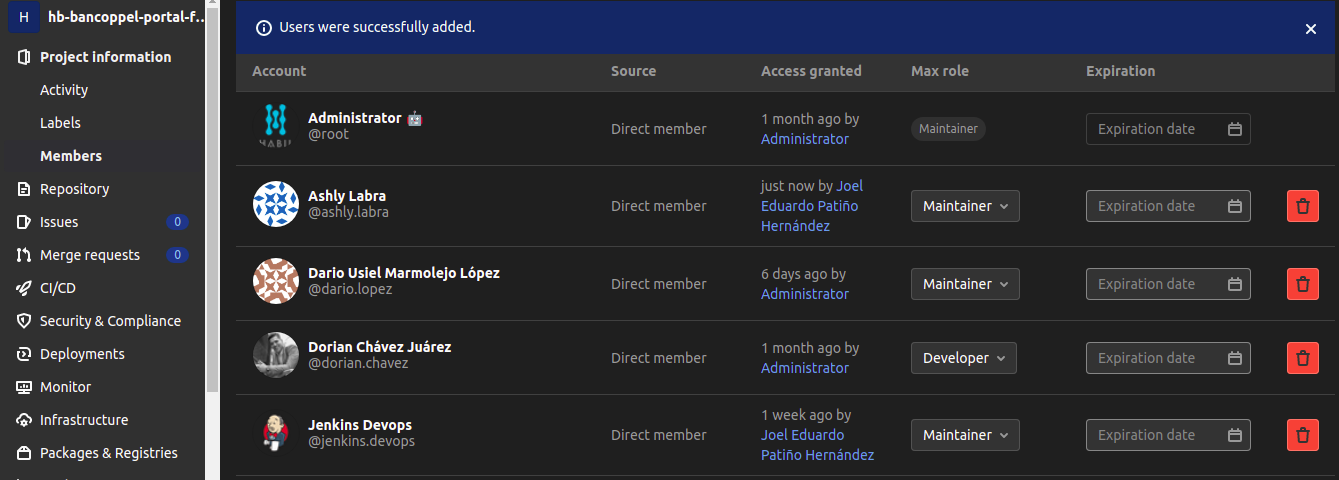 H hb-bancoppel-portal-f...
Project information
Activity
Labels
Members
Repository
Issues 0
Merge requests 0
CI/CD
Security & Compliance
Deployments
Monitor
Infrastructure
Packages & Registries
Users were successfully added.
Account Source Access granted Max role Expiration
Administrator 🤖
@root
Direct member
1 month ago by
Administrator
Maintainer
Expiration date
Ashly Labra
@ashly.labra
Direct member
just now by Joel
Eduardo Patiño
Hernández
Maintainer
Expiration date
Dario Usiel Marmolejo López
@dario.lopez
Direct member
6 days ago by
Administrator
Maintainer
Expiration date
Dorian Chávez Juárez
@dorian.chavez
Direct member
1 month ago by
Administrator
Developer
Expiration date
Jenkins Devops
@jenkins.devops
Direct member
1 week ago by
Joel Eduardo
Patiño Hernández
Maintainer
Expiration date